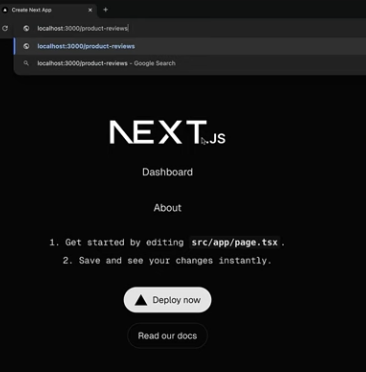 Create Next App
localhost:3000/product-reviews
localhost:3000/product-reviews
localhost:3000/product-reviews - Google Search
NEXT.JS
Dashboard
About
1. Get started by editing src/app/page.tsx.
2. Save and see your changes instantly.
Deploy now
Read our docs